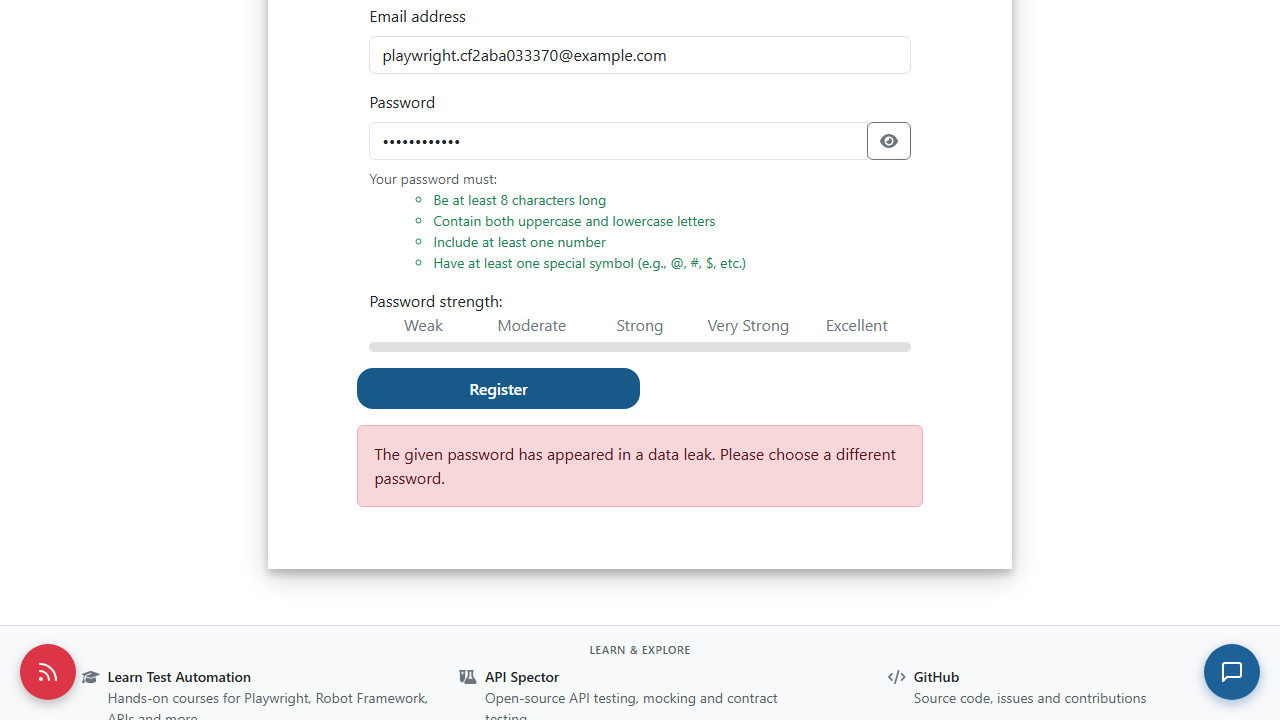 Email address
playwright.cf2aba033370@example.com
Password
••••••••••••
Your password must:
Be at least 8 characters long
Contain both uppercase and lowercase letters
Include at least one number
Have at least one special symbol (e.g., @, #, $, etc.)
Password strength:
Weak Moderate Strong Very Strong Excellent
Register
The given password has appeared in a data leak. Please choose a different
password.
LEARN & EXPLORE
Learn Test Automation
Hands-on courses for Playwright, Robot Framework,
APIs and more
API Spector
Open-source API testing, mocking and contract
testing
GitHub
Source code, issues and contributions